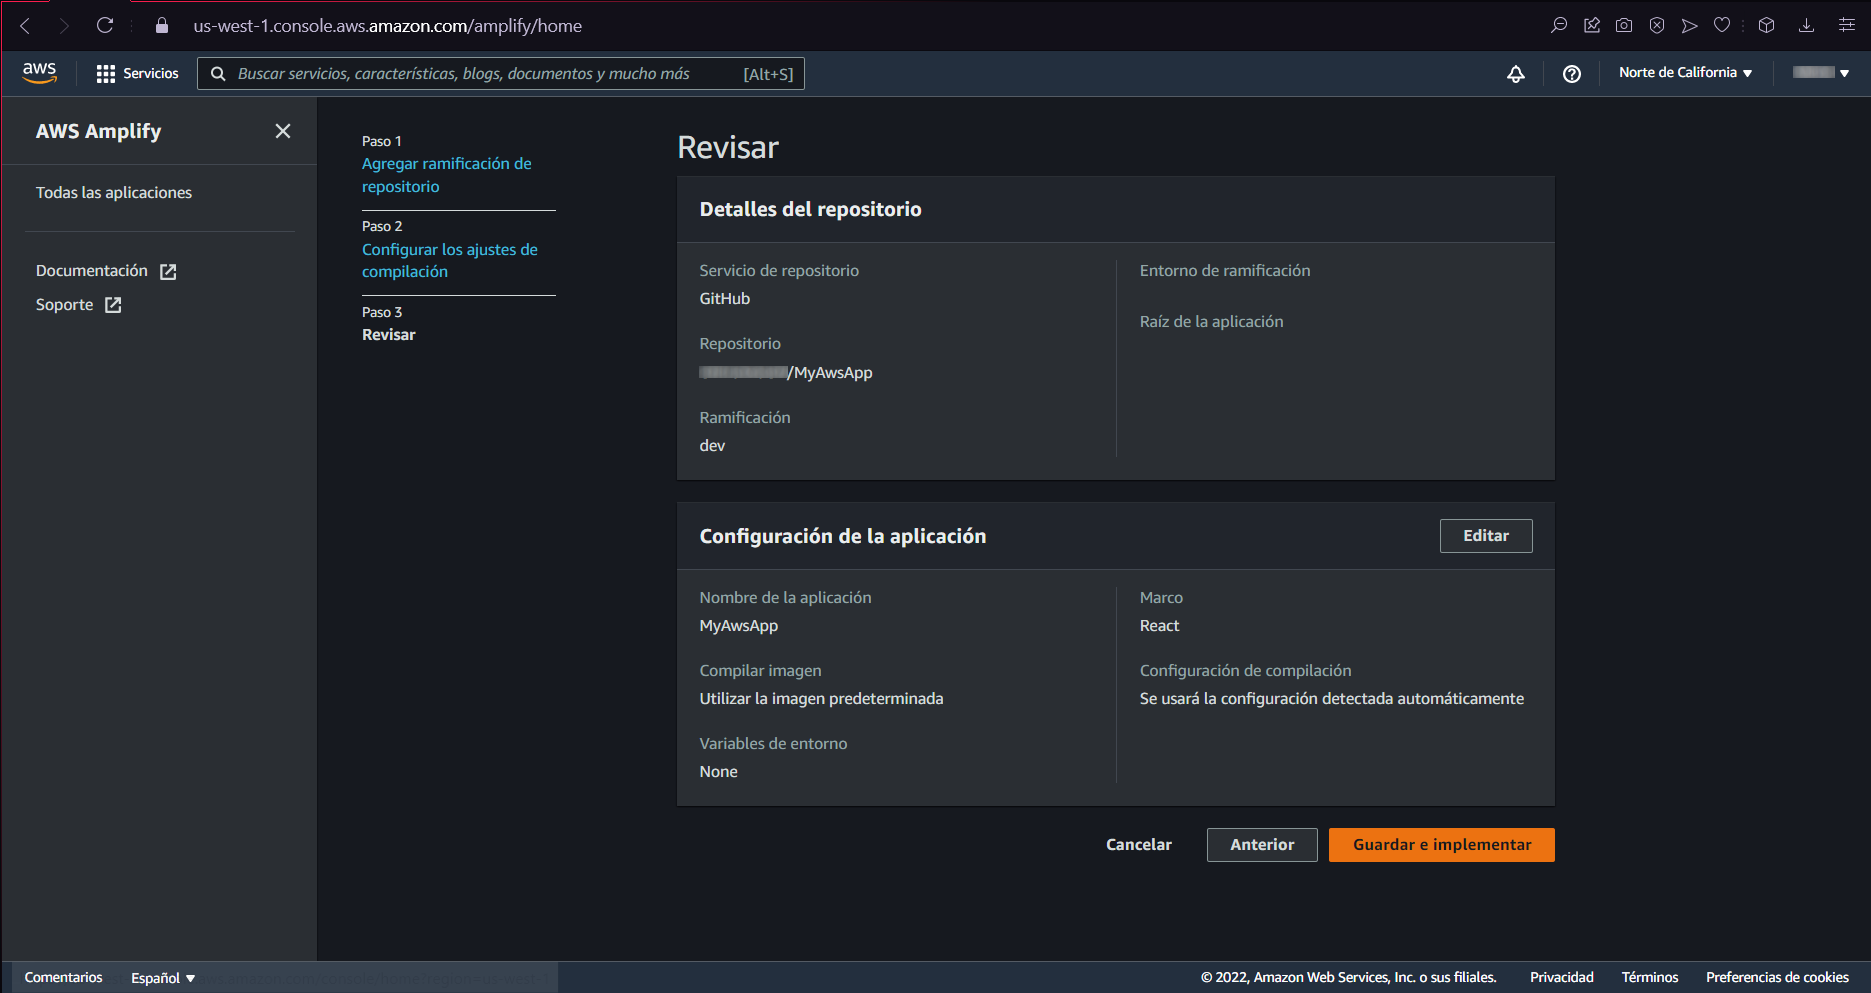 us-west-1.console.aws.amazon.com/amplify/home
aws
Servicios
Buscar servicios, características, blogs, documentos y mucho más [Alt+S]
Norte de California
AWS Amplify
Todas las aplicaciones
Documentación
Soporte
Paso 1
Agregar ramificación de
repositorio
Paso 2
Configurar los ajustes de
compilación
Paso 3
Revisar
Revisar
Detalles del repositorio
Servicio de repositorio
GitHub
Repositorio
/MyAwsApp
Ramificación
dev
Entorno de ramificación
Raíz de la aplicación
Configuración de la aplicación
Editar
Nombre de la aplicación
MyAwsApp
Compilar imagen
Utilizar la imagen predeterminada
Variables de entorno
None
Marco
React
Configuración de compilación
Se usará la configuración detectada automáticamente
Cancelar
Anterior
Guardar e implementar
Comentarios
Español
© 2022, Amazon Web Services, Inc. o sus filiales.
Privacidad
Términos
Preferencias de cookies